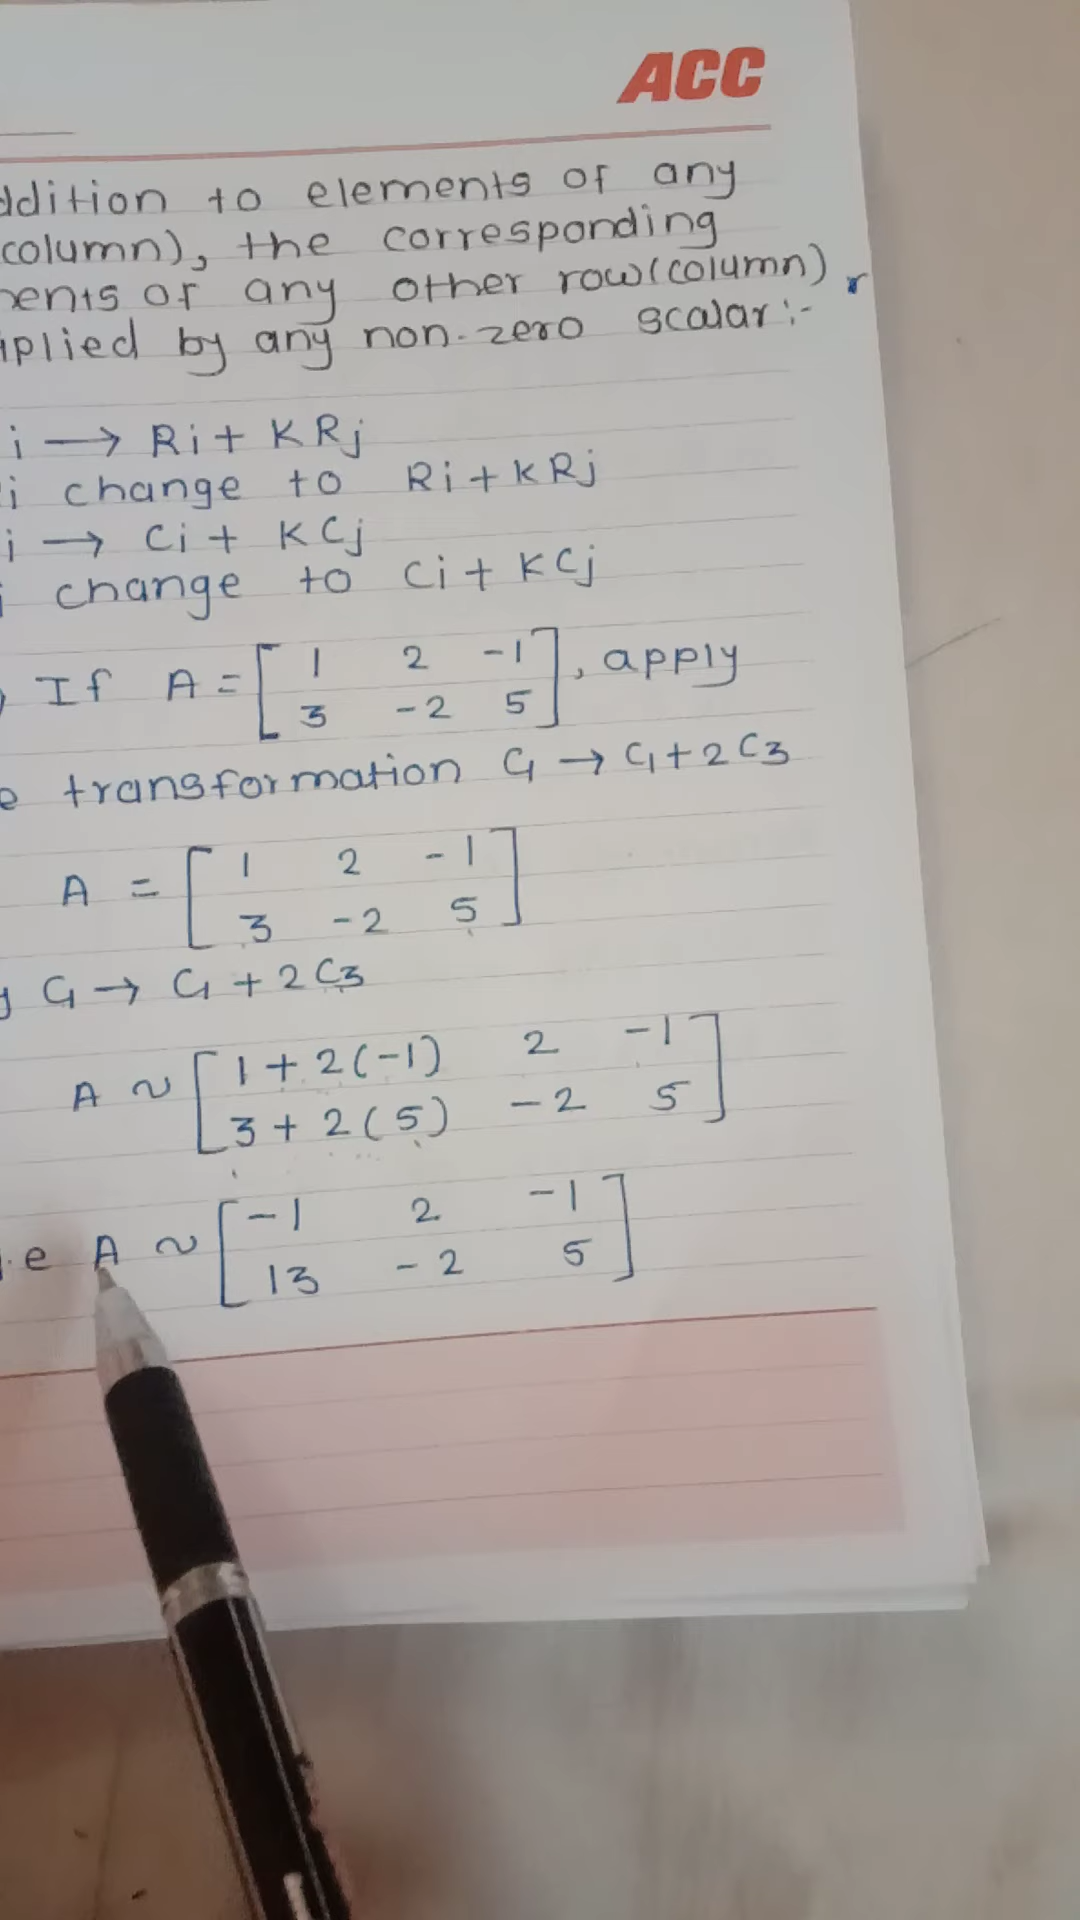 ACC
ddition to elements of any
column), the corresponding
ents of any other row(column)
iplied by any non-zero scalar :-
i → Ri + KRj
i change to Ri + kRj
i → Ci + KCj
i change to Ci + KCj
If A = [ 1 2 -1 ], apply
[ 3 -2 5 ]
e transformation C1 → C1 + 2C3
A = [ 1 2 -1 ]
[ 3 -2 5 ]
y C1 → C1 + 2C3
A ~ [ 1 + 2(-1) 2 -1 ]
[ 3 + 2(5) -2 5 ]
i.e A ~ [ -1 2 -1 ]
[ 13 -2 5 ]